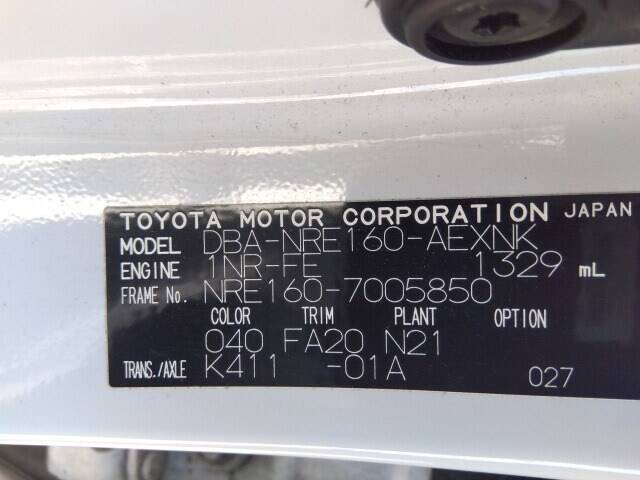 TOYOTA MOTOR CORPORATION JAPAN
MODEL DBA-NRE160-AEXNK
ENGINE 1NR-FE 1329 mL
FRAME No. NRE160-7005850
COLOR TRIM PLANT OPTION
040 FA20 N21
TRANS./AXLE K411 -01A 027